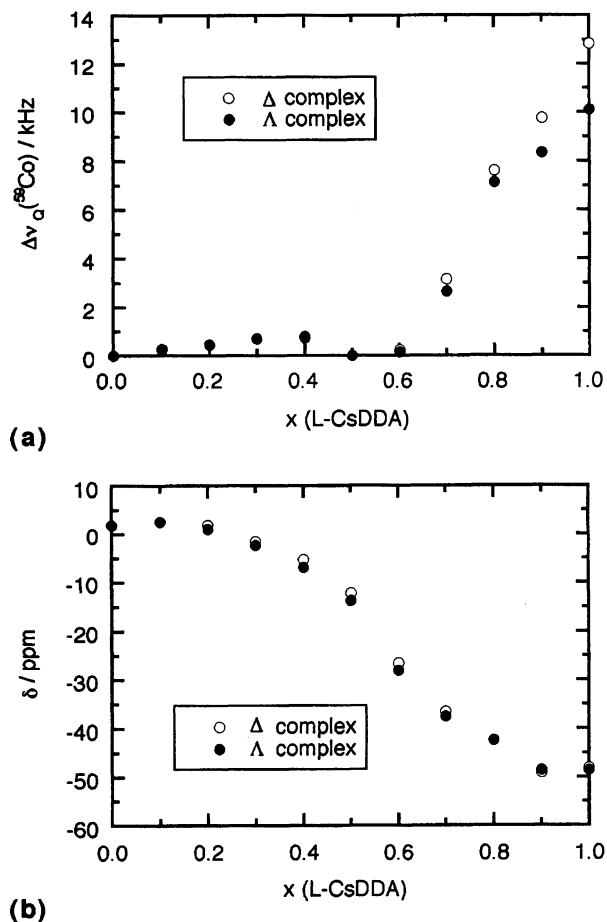 14
12
10
8
6
4
2
0
Δν_Q(⁵⁹Co) / kHz
○ Δ complex
● Λ complex
0.0 0.2 0.4 0.6 0.8 1.0
x (L-CsDDA)
(a)
10
0
-10
-20
-30
-40
-50
-60
δ / ppm
○ Δ complex
● Λ complex
0.0 0.2 0.4 0.6 0.8 1.0
x (L-CsDDA)
(b)